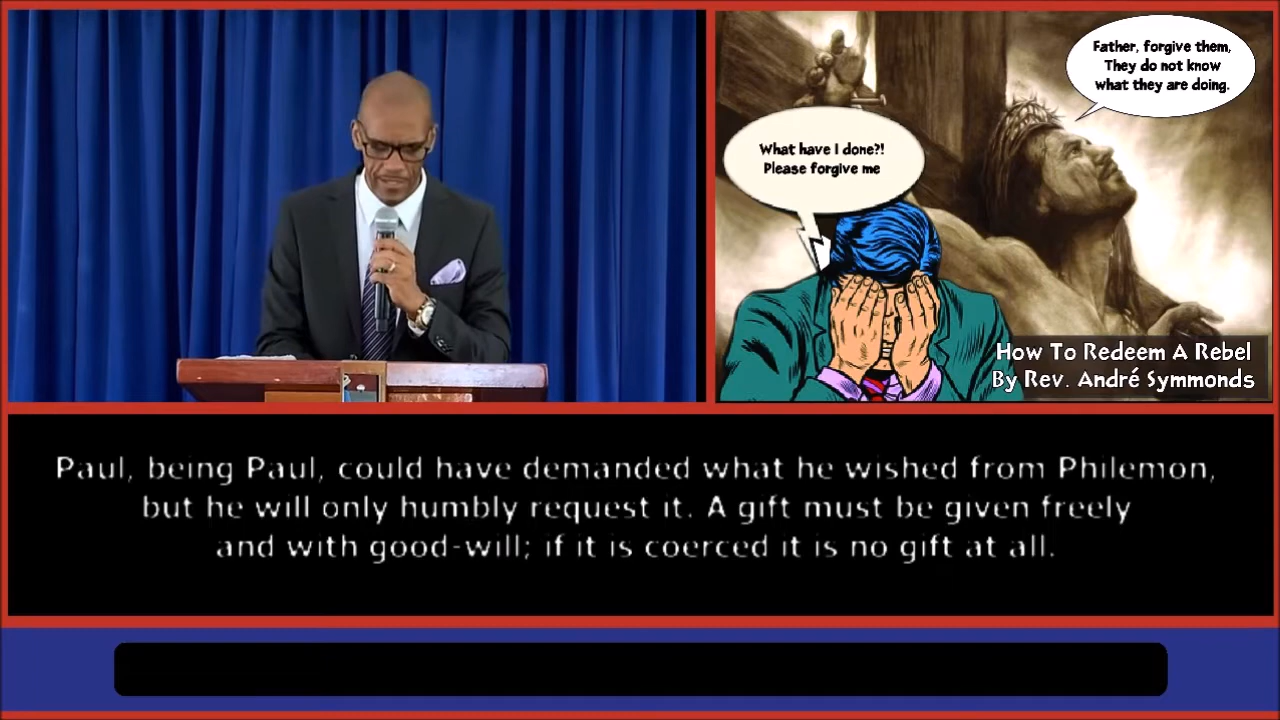 Father, forgive them,
They do not know
what they are doing.
What have I done?!
Please forgive me
How To Redeem A Rebel
By Rev. André Symmonds
Paul, being Paul, could have demanded what he wished from Philemon,
but he will only humbly request it. A gift must be given freely
and with good-will; if it is coerced it is no gift at all.